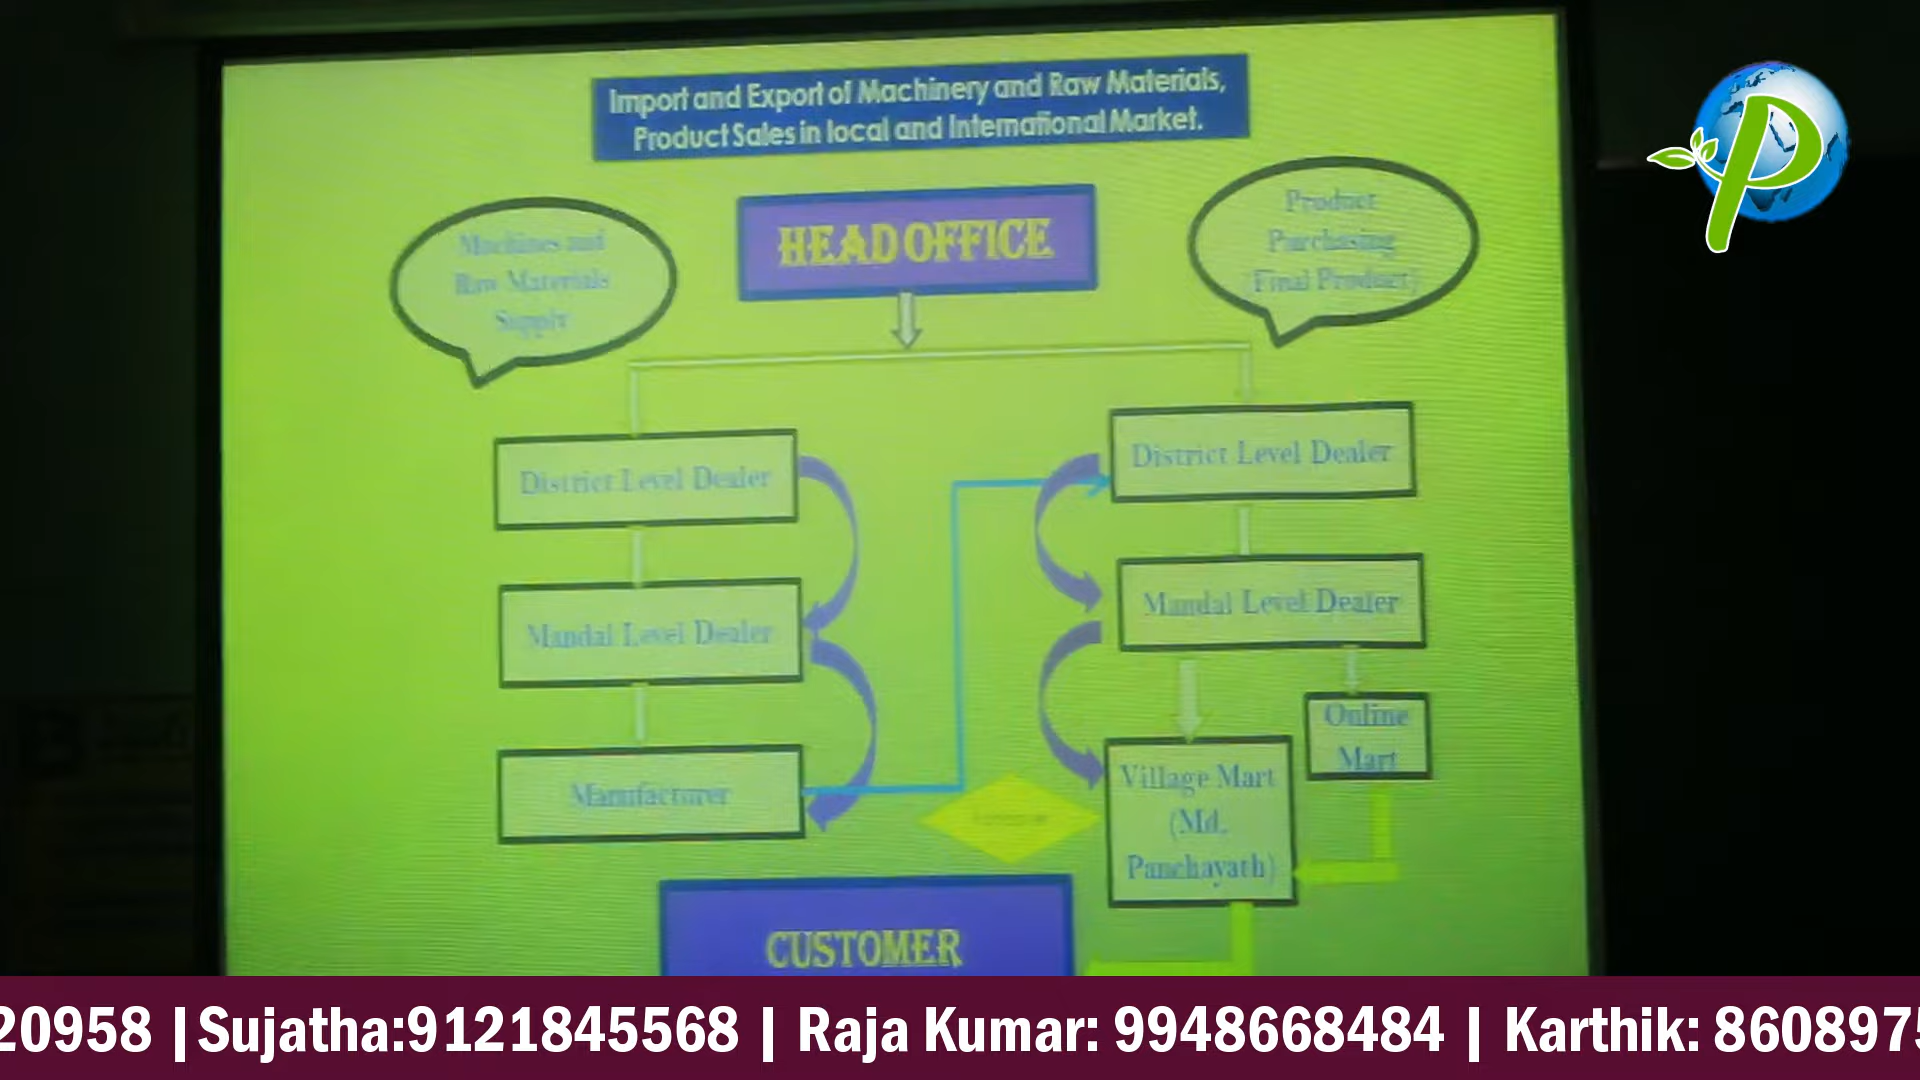 Import and Export of Machinery and Raw Materials,
Product Sales in local and International Market.
HEAD OFFICE
Machines and
Raw Materials
Supply
Product
Purchasing
(Final Product)
District Level Dealer
Mandal Level Dealer
Manufacturer
District Level Dealer
Mandal Level Dealer
Online
Mart
Village Mart
(Md.
Panchayath)
CUSTOMER
P
20958 | Sujatha:9121845568 | Raja Kumar: 9948668484 | Karthik: 8608975